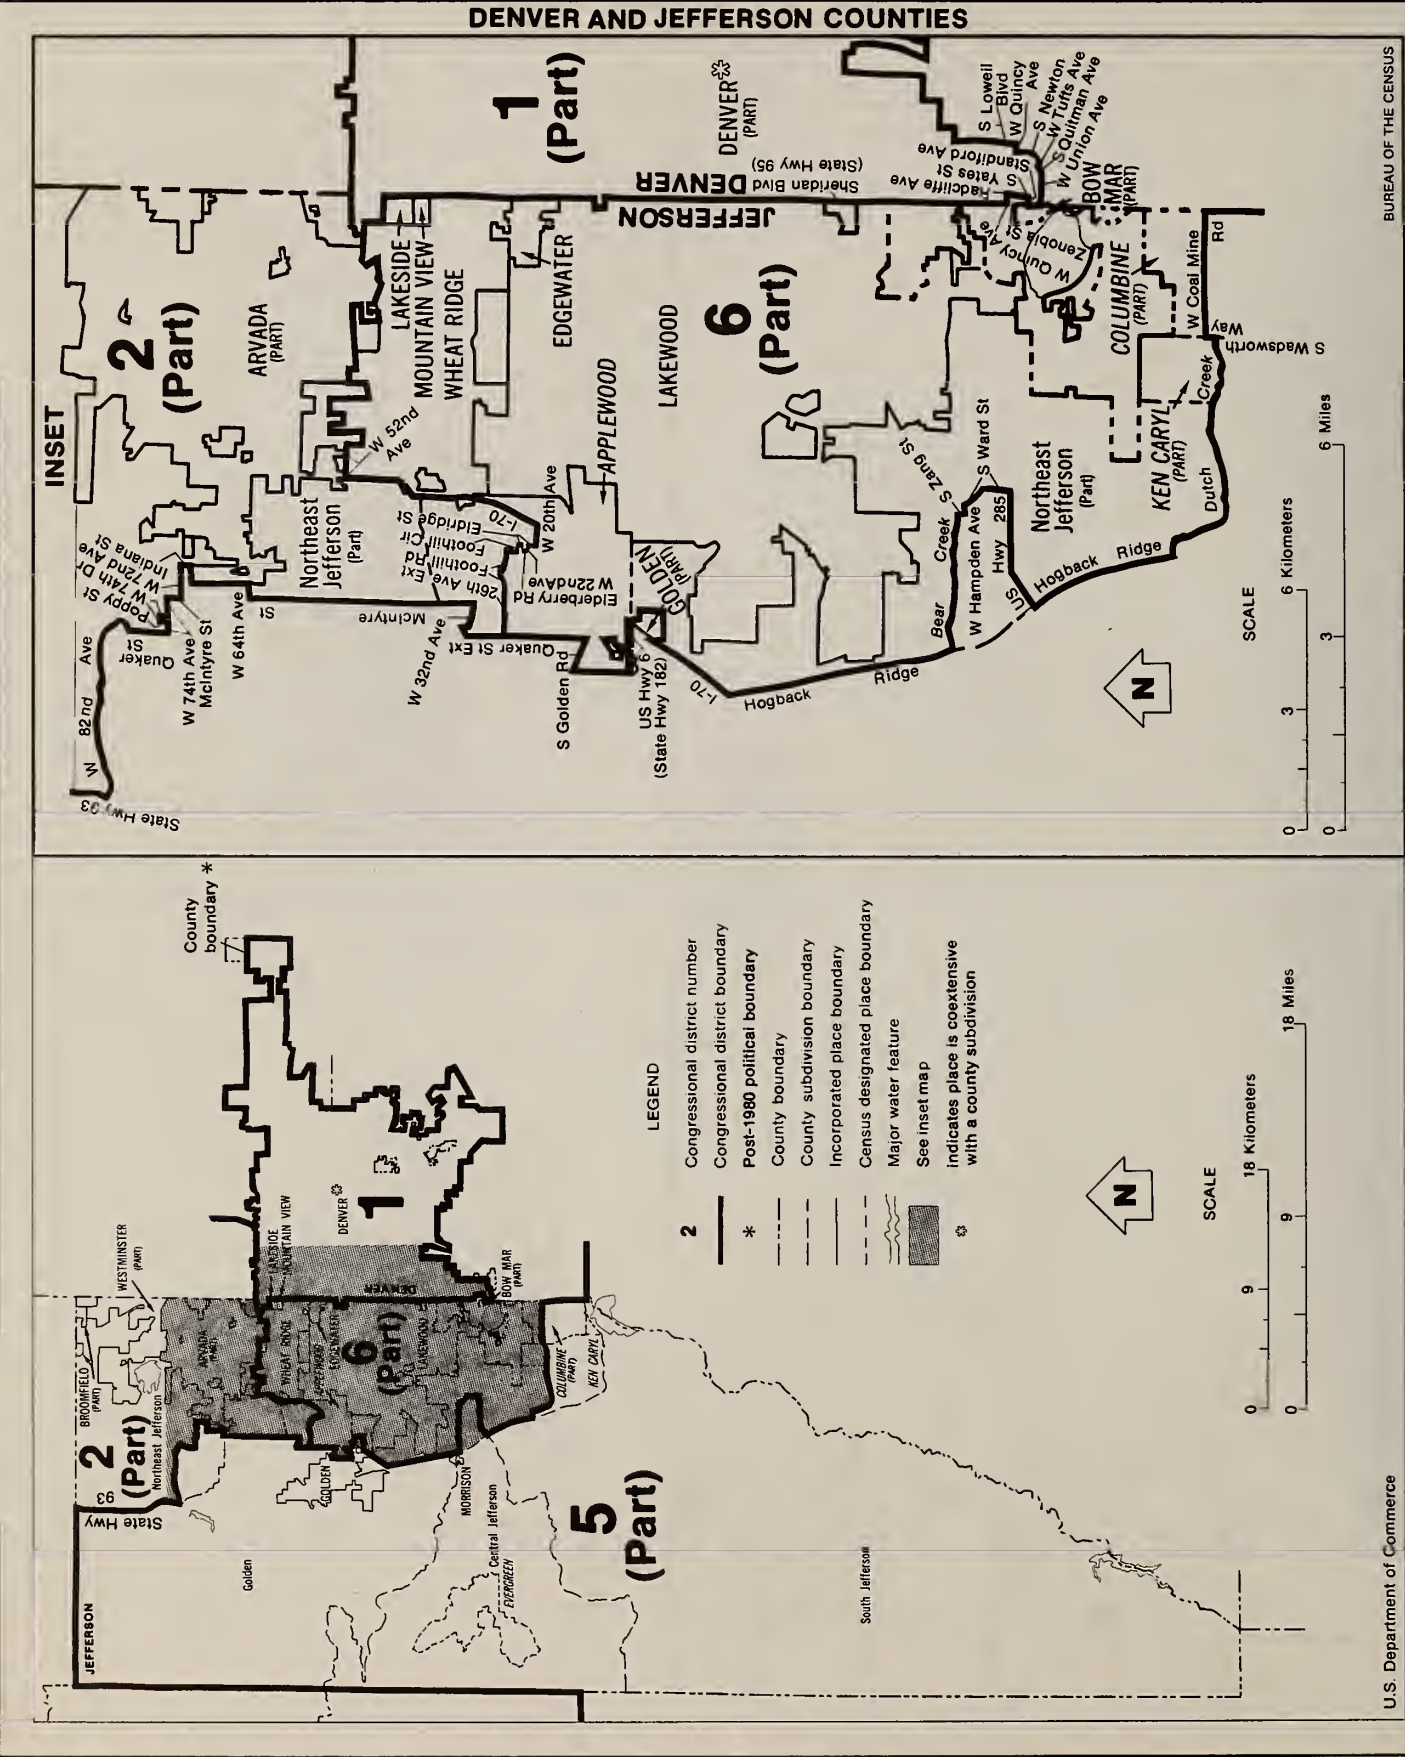 DENVER AND JEFFERSON COUNTIES
INSET
2
(Part)
ARVADA
(PART)
1
(Part)
DENVER
(PART)
LAKESIDE
MOUNTAIN VIEW
WHEAT RIDGE
EDGEWATER
APPLEWOOD
LAKEWOOD
6
(Part)
JEFFERSON
DENVER
Sheridan Blvd
(State Hwy 95)
W 52nd
Ave
Northeast
Jefferson
(Part)
Indiana St
W 72nd Ave
W 74th Dr
Poppy St
Quaker
St
W 82nd Ave
State Hwy 93
W 74th Ave
McIntyre St
W 64th Ave
McIntyre
St
W 32nd Ave
Quaker St Ext
26th Ave Ext
Foothill Rd
Foothill Cir
Eldridge St
I-70
W 20th Ave
W 22nd Ave
Elderberry Rd
S Golden Rd
GOLDEN
(PART)
US Hwy 6
(State Hwy 182)
I-70
Hogback
Ridge
Bear Creek
S Zang St
W Hampden Ave
S Ward St
US Hwy 285
Hogback Ridge
Northeast
Jefferson
(Part)
KEN CARYL
(PART)
Dutch Creek
S Wadsworth
Way
W Coal Mine
Rd
COLUMBINE
(PART)
BOW
MAR
(PART)
W Quincy Ave
Zenobia St
Radcliffe Ave
S Yates St
Standiford Ave
S Lowell
Blvd
W Quincy
Ave
S Newton
W Tufts Ave
S Quitman Ave
W Union Ave
N
SCALE
0 3 6 Kilometers
0 3 6 Miles
BUREAU OF THE CENSUS
County
boundary *
WESTMINSTER
(PART)
BROOMFIELD
(PART)
2
(Part)
Northeast Jefferson
State Hwy 93
JEFFERSON
ARVADA
(PART)
LAKESIDE
MOUNTAIN VIEW
WHEAT RIDGE
APPLEWOOD
EDGEWATER
6
(Part)
LAKEWOOD
DENVER
DENVER
1
BOW MAR
(PART)
COLUMBINE
(PART)
KEN CARYL
GOLDEN
Golden
MORRISON
Central Jefferson
EVERGREEN
5
(Part)
South Jefferson
LEGEND
2 Congressional district number
Congressional district boundary
* Post-1980 political boundary
County boundary
County subdivision boundary
Incorporated place boundary
Census designated place boundary
Major water feature
See inset map
indicates place is coextensive
with a county subdivision
N
SCALE
0 9 18 Kilometers
0 9 18 Miles
U.S. Department of Commerce